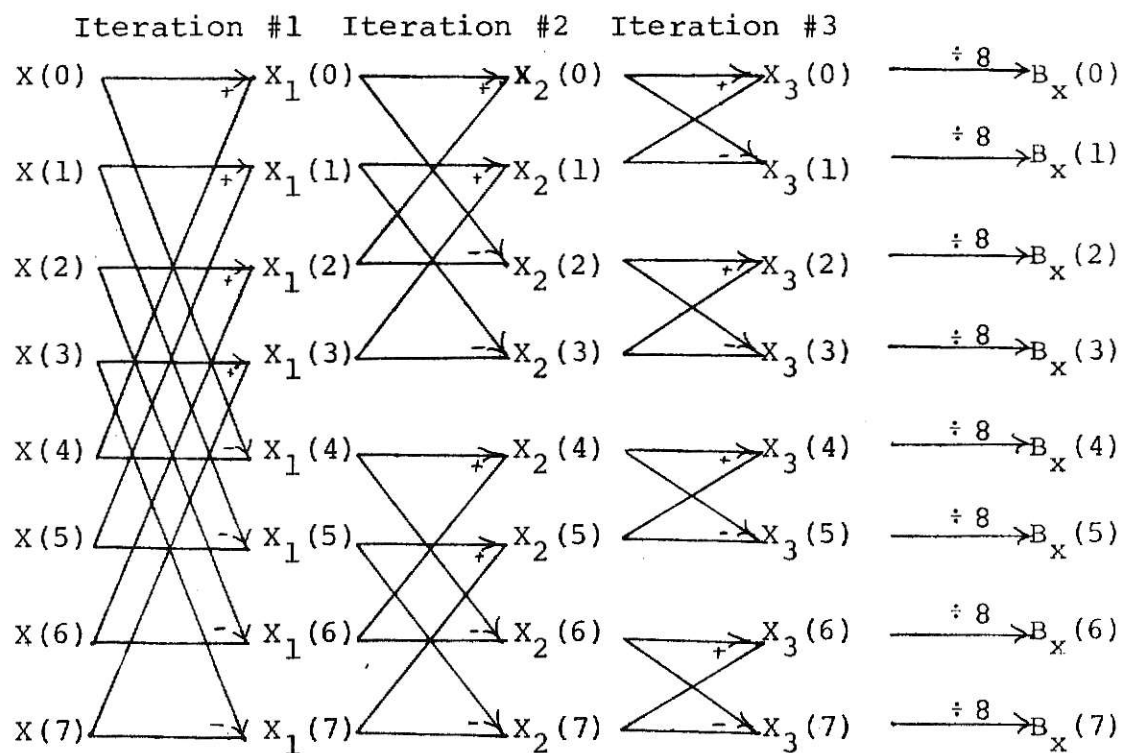 Iteration #1 Iteration #2 Iteration #3
X(0) + X₁(0) + X₂(0) + X₃(0) ÷ 8 Bₓ(0)
X(1) + X₁(1) + X₂(1) - X₃(1) ÷ 8 Bₓ(1)
X(2) + X₁(2) - X₂(2) + X₃(2) ÷ 8 Bₓ(2)
X(3) + X₁(3) - X₂(3) - X₃(3) ÷ 8 Bₓ(3)
X(4) - X₁(4) + X₂(4) + X₃(4) ÷ 8 Bₓ(4)
X(5) - X₁(5) + X₂(5) - X₃(5) ÷ 8 Bₓ(5)
X(6) - X₁(6) - X₂(6) + X₃(6) ÷ 8 Bₓ(6)
X(7) - X₁(7) - X₂(7) - X₃(7) ÷ 8 Bₓ(7)